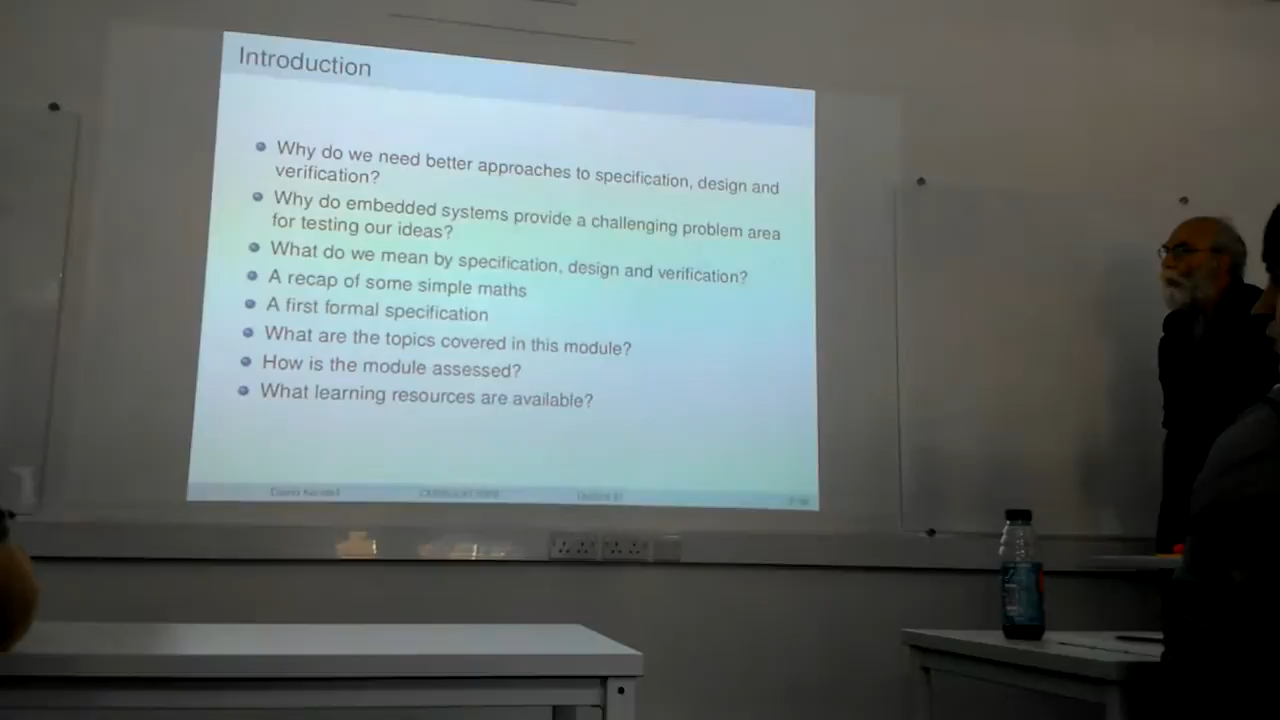 Introduction
Why do we need better approaches to specification, design and
verification?
Why do embedded systems provide a challenging problem area
for testing our ideas?
What do we mean by specification, design and verification?
A recap of some simple maths
A first formal specification
What are the topics covered in this module?
How is the module assessed?
What learning resources are available?